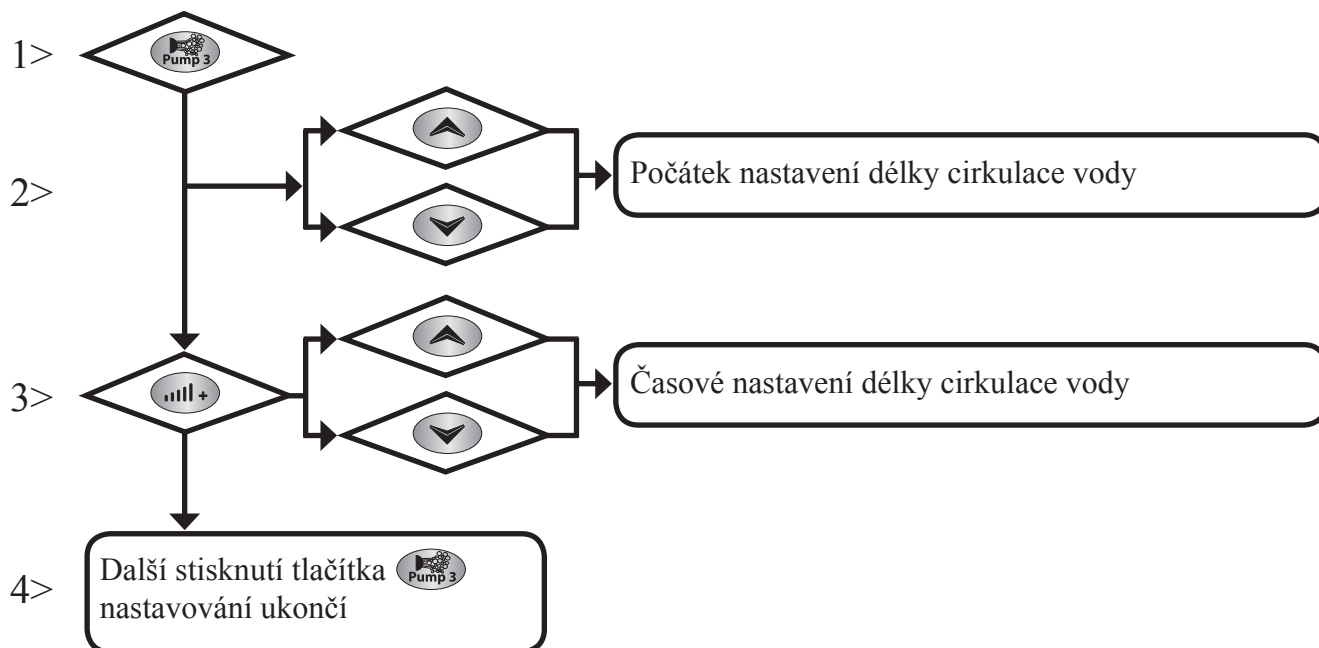 1>
Pump 3
2>
Počátek nastavení délky cirkulace vody
3>
+
Časové nastavení délky cirkulace vody
4>
Další stisknutí tlačítka Pump 3
nastavování ukončí